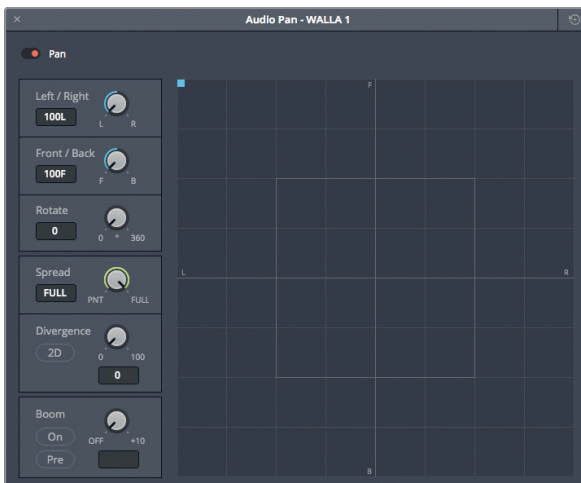 Audio Pan - WALLA 1
Pan
Left / Right
100L
L R
Front / Back
100F
F B
Rotate
0
0 ° 360
Spread
FULL
PNT FULL
Divergence
2D
0 100
0
Boom
On
OFF +10
Pre
F
L R
B